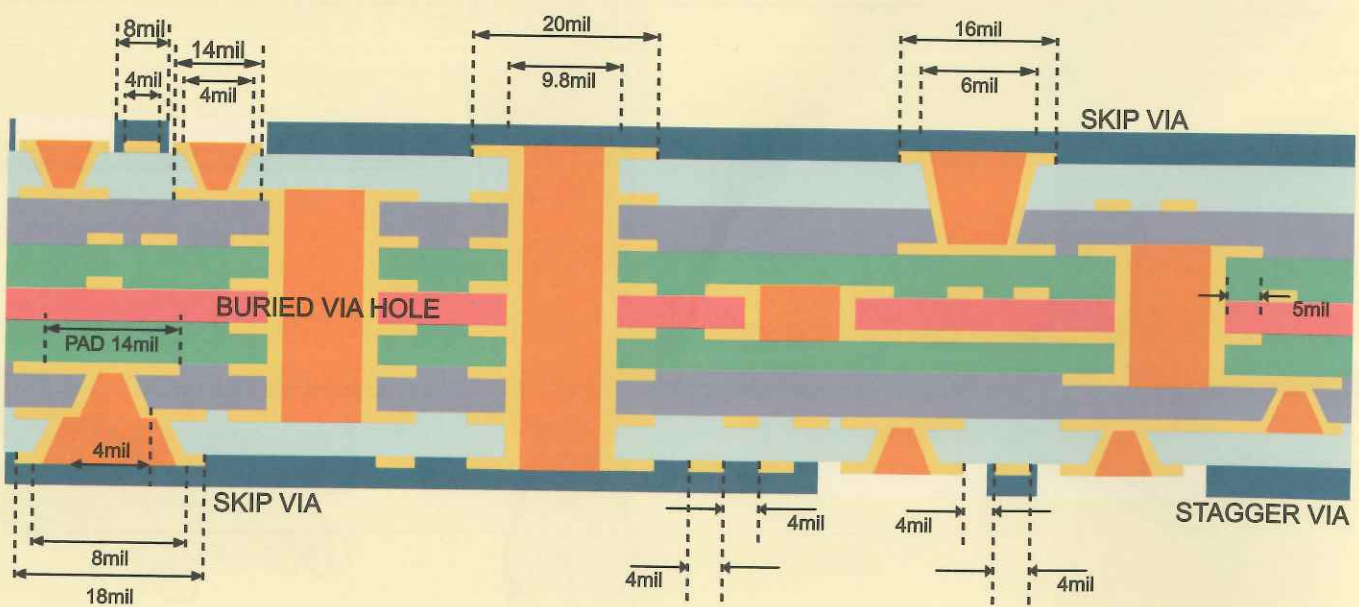 8mil
14mil
20mil
16mil
4mil
4mil
9.8mil
6mil
SKIP VIA
BURIED VIA HOLE
5mil
PAD 14mil
4mil
SKIP VIA
4mil
4mil
STAGGER VIA
8mil
4mil
4mil
18mil